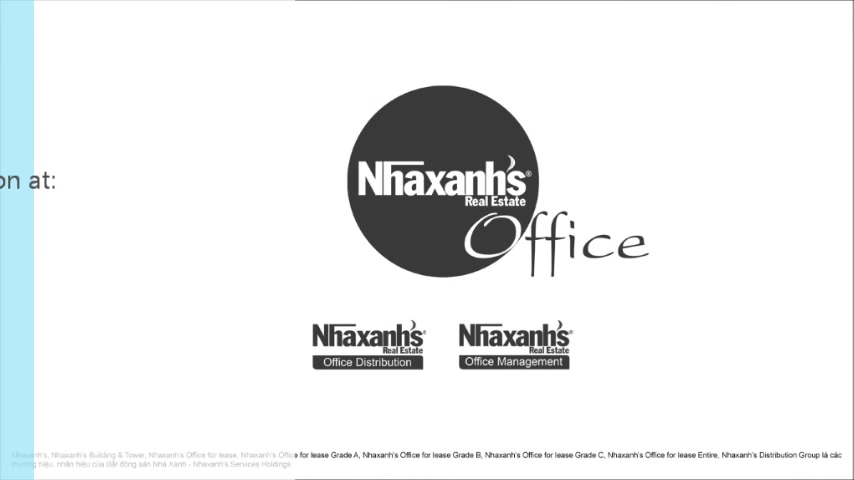 on at:
Nhaxanh's®
Real Estate
Office
Nhaxanh's®
Real Estate
Office Distribution
Nhaxanh's®
Real Estate
Office Management
Nhaxanh's, Nhaxanh's Building & Tower, Nhaxanh's Office for lease, Nhaxanh's Office for lease Grade A, Nhaxanh's Office for lease Grade B, Nhaxanh's Office for lease Grade C, Nhaxanh's Office for lease Entire, Nhaxanh's Distribution Group là các
thương hiệu, nhãn hiệu của Bất động sản Nhà Xanh - Nhaxanh's Services Holdings